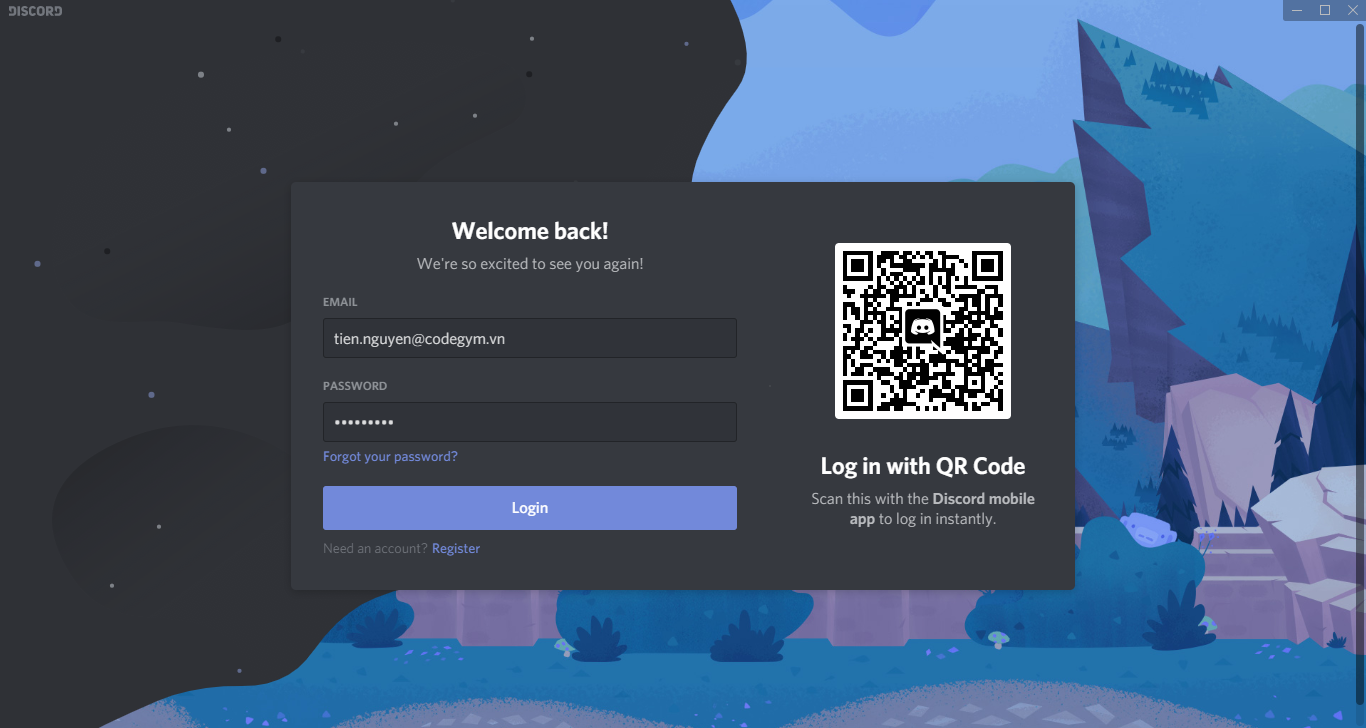 DISCORD
Welcome back!
We're so excited to see you again!
EMAIL
tien.nguyen@codegym.vn
PASSWORD
•••••••••
Forgot your password?
Login
Need an account? Register
Log in with QR Code
Scan this with the Discord mobile
app to log in instantly.